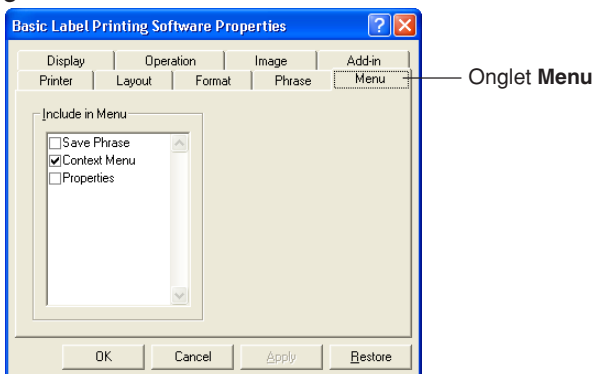 Basic Label Printing Software Properties
Display Operation Image Add-in
Printer Layout Format Phrase Menu
Onglet Menu
Include in Menu
Save Phrase
Context Menu
Properties
OK Cancel Apply Restore